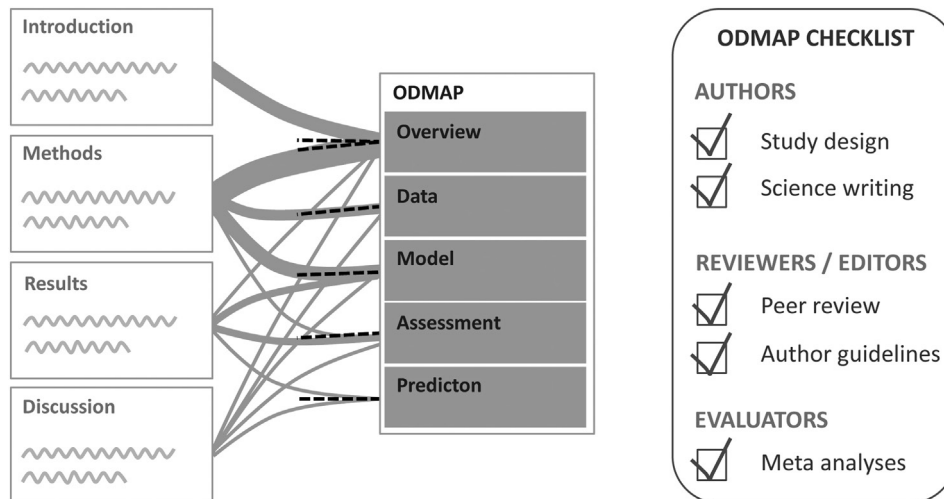 Introduction
Methods
Results
Discussion
ODMAP
Overview
Data
Model
Assessment
Predicton
ODMAP CHECKLIST
AUTHORS
Study design
Science writing
REVIEWERS / EDITORS
Peer review
Author guidelines
EVALUATORS
Meta analyses